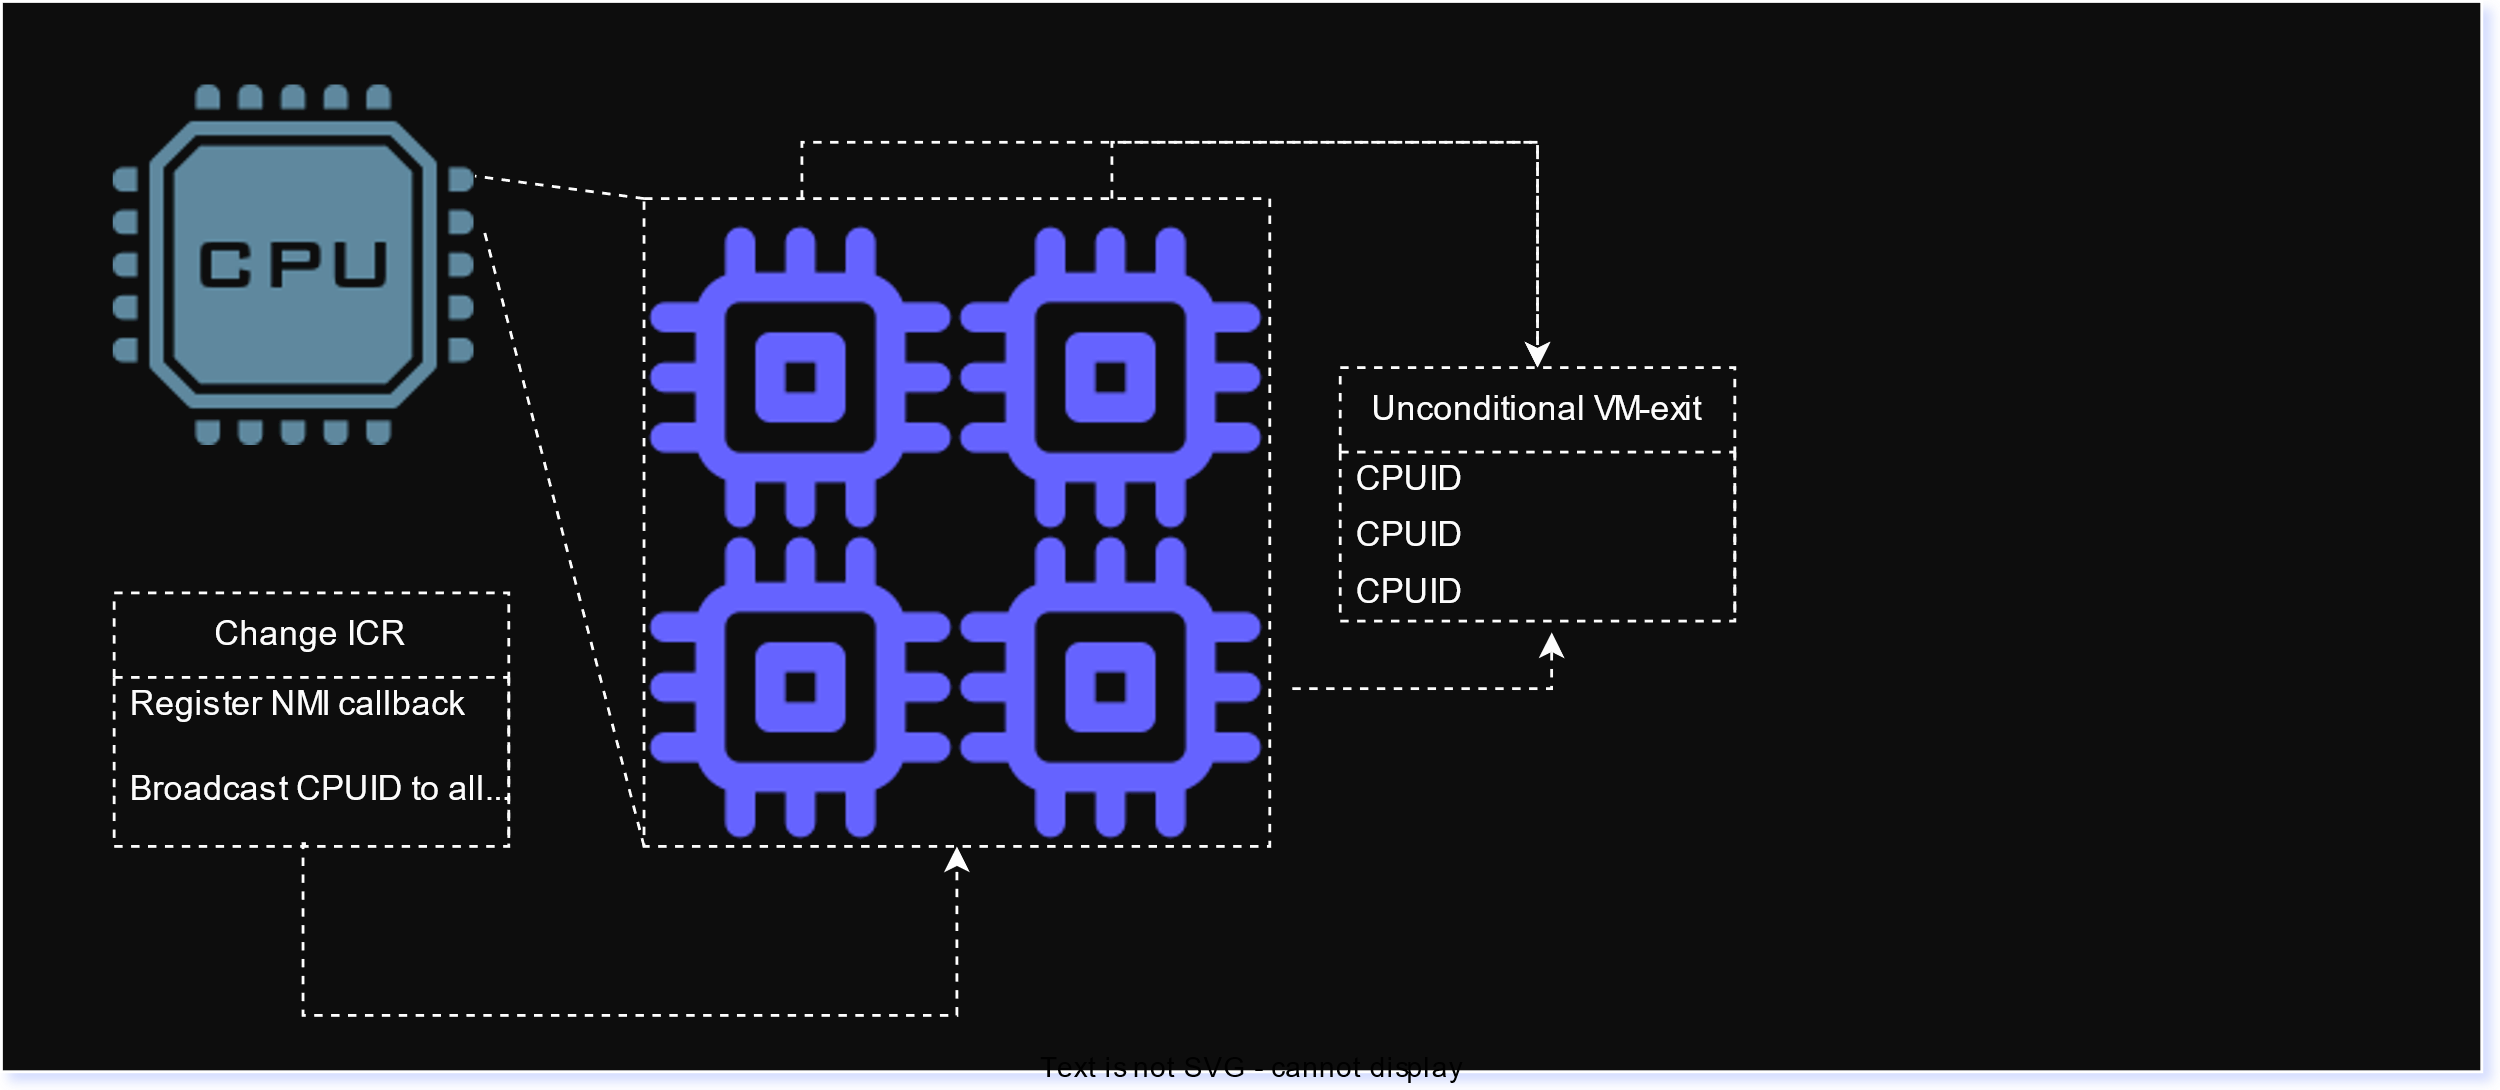 CPU
Unconditional VM-exit
CPUID
CPUID
CPUID
Change ICR
Register NMI callback
Broadcast CPUID to all...
Text is not SVG - cannot display